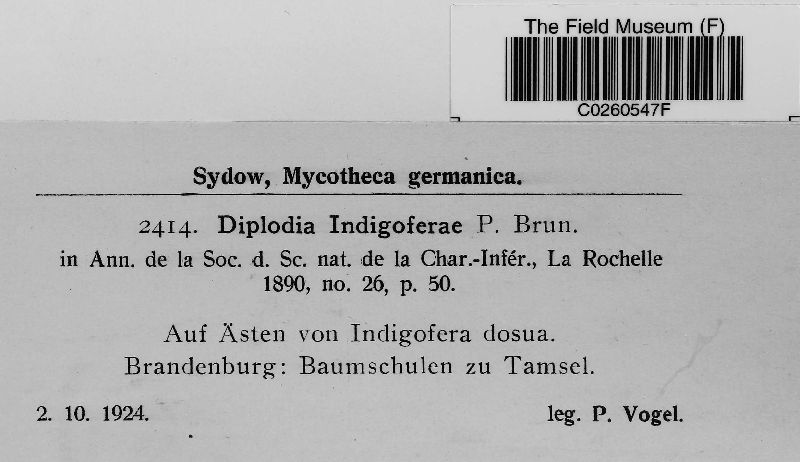 The Field Museum (F)
C0260547F
Sydow, Mycotheca germanica.
2414. Diplodia Indigoferae P. Brun.
in Ann. de la Soc. d. Sc. nat. de la Char.-Infér., La Rochelle
1890, no. 26, p. 50.
Auf Ästen von Indigofera dosua.
Brandenburg: Baumschulen zu Tamsel.
2. 10. 1924. leg. P. Vogel.